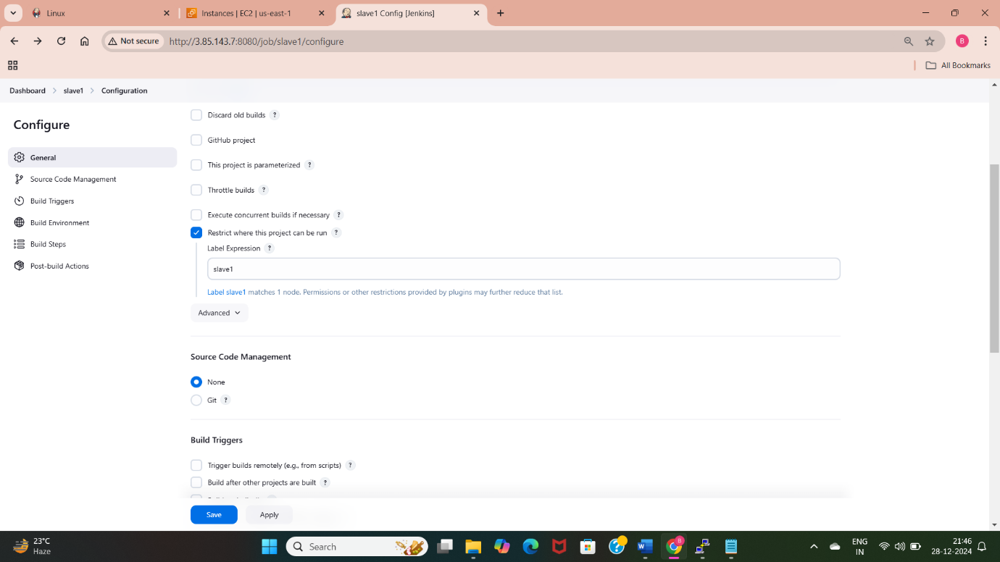 Linux
Instances | EC2 | us-east-1
slave1 Config [Jenkins]
Not secure
http://3.85.143.7:8080/job/slave1/configure
B
All Bookmarks
Dashboard
slave1
Configuration
Configure
General
Source Code Management
Build Triggers
Build Environment
Build Steps
Post-build Actions
Discard old builds ?
GitHub project
This project is parameterized ?
Throttle builds ?
Execute concurrent builds if necessary ?
Restrict where this project can be run ?
Label Expression ?
slave1
Label slave1 matches 1 node. Permissions or other restrictions provided by plugins may further reduce that list.
Advanced
Source Code Management
None
Git ?
Build Triggers
Trigger builds remotely (e.g., from scripts) ?
Build after other projects are built ?
Save
Apply
23°C
Haze
Search
B
ENG
IN
21:46
28-12-2024